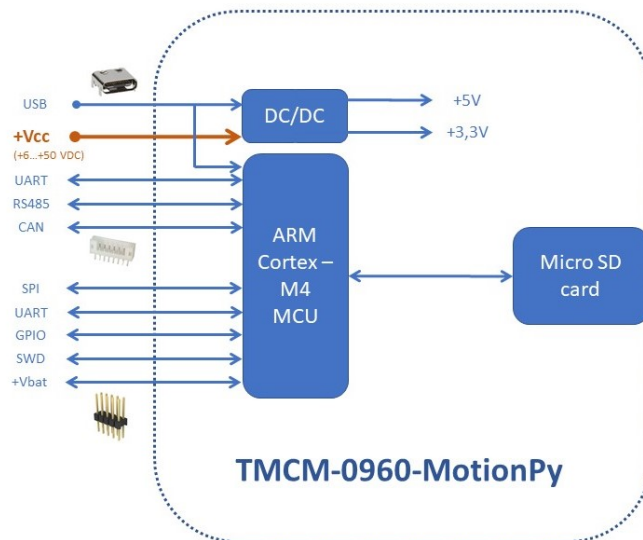 USB
+Vcc
(+6...+50 VDC)
UART
RS485
CAN
SPI
UART
GPIO
SWD
+Vbat
DC/DC
+5V
+3,3V
ARM
Cortex –
M4
MCU
Micro SD
card
TMCM-0960-MotionPy